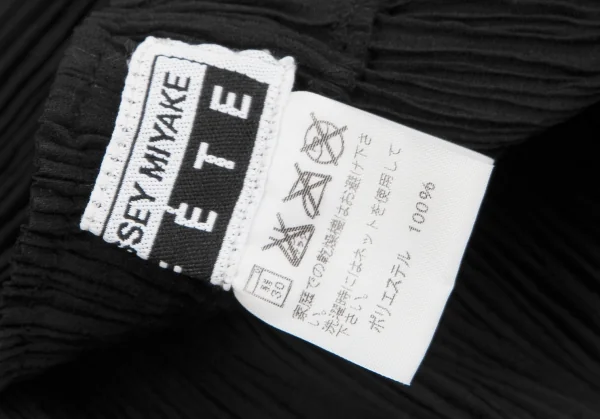 SSEY MIYAKE
ÊTE
30
家庭での乾燥機はお避け下さ
い。
洗濯時にはネットを使用して
下さい。
ポリエステル 100%